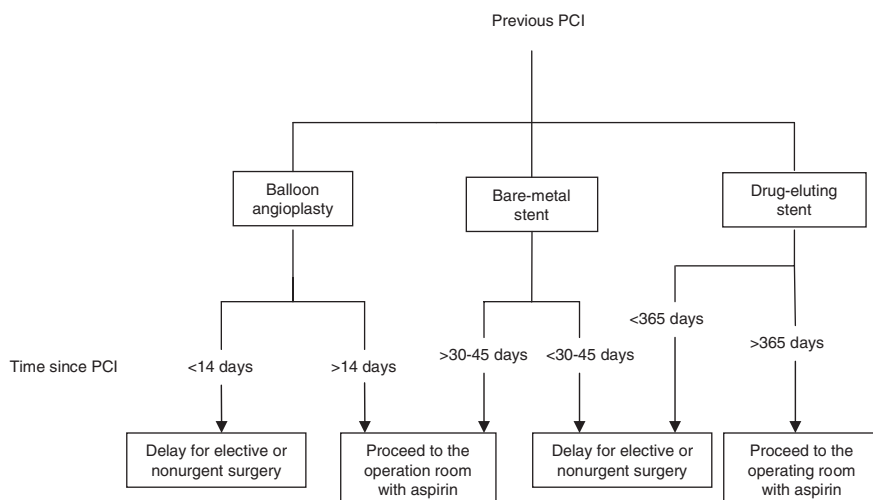 Previous PCI
Balloon
angioplasty
Bare-metal
stent
Drug-eluting
stent
Time since PCI
<14 days
>14 days
>30-45 days
<30-45 days
<365 days
>365 days
Delay for elective or
nonurgent surgery
Proceed to the
operation room
with aspirin
Delay for elective or
nonurgent surgery
Proceed to the
operating room
with aspirin